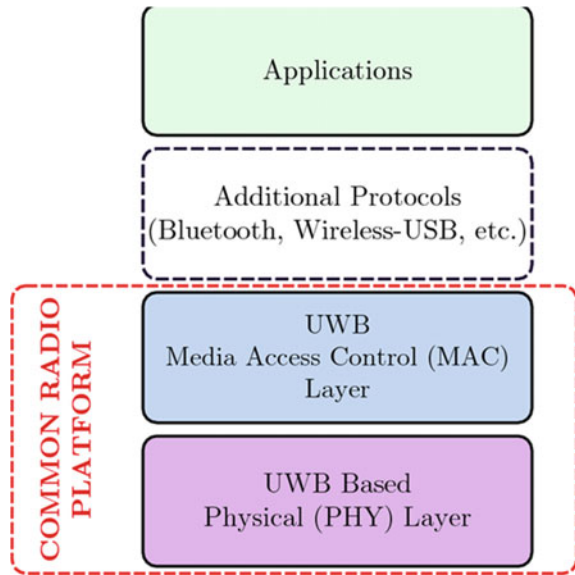 Applications
Additional Protocols
(Bluetooth, Wireless-USB, etc.)
UWB
Media Access Control (MAC)
Layer
UWB Based
Physical (PHY) Layer
COMMON RADIO
PLATFORM